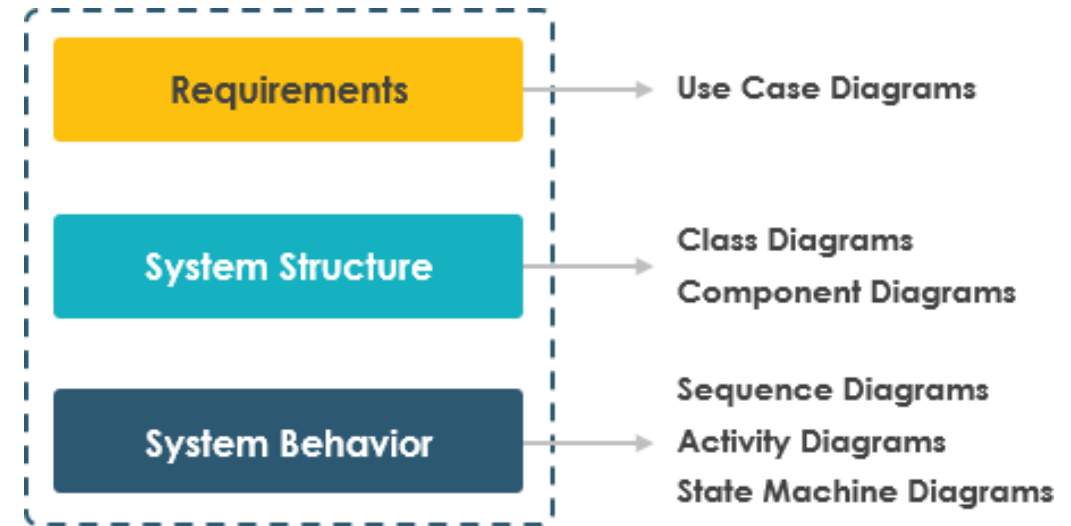 Requirements
Use Case Diagrams
System Structure
Class Diagrams
Component Diagrams
System Behavior
Sequence Diagrams
Activity Diagrams
State Machine Diagrams